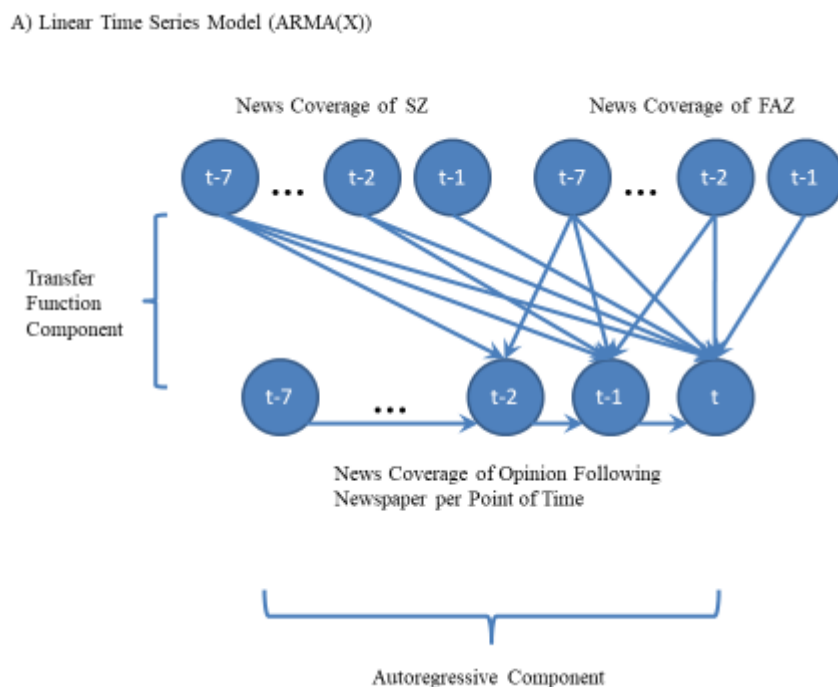 A) Linear Time Series Model (ARMA(X))
News Coverage of SZ
News Coverage of FAZ
t-7 ... t-2 t-1 t-7 ... t-2 t-1
Transfer
Function
Component
t-7 ... t-2 t-1 t
News Coverage of Opinion Following
Newspaper per Point of Time
Autoregressive Component